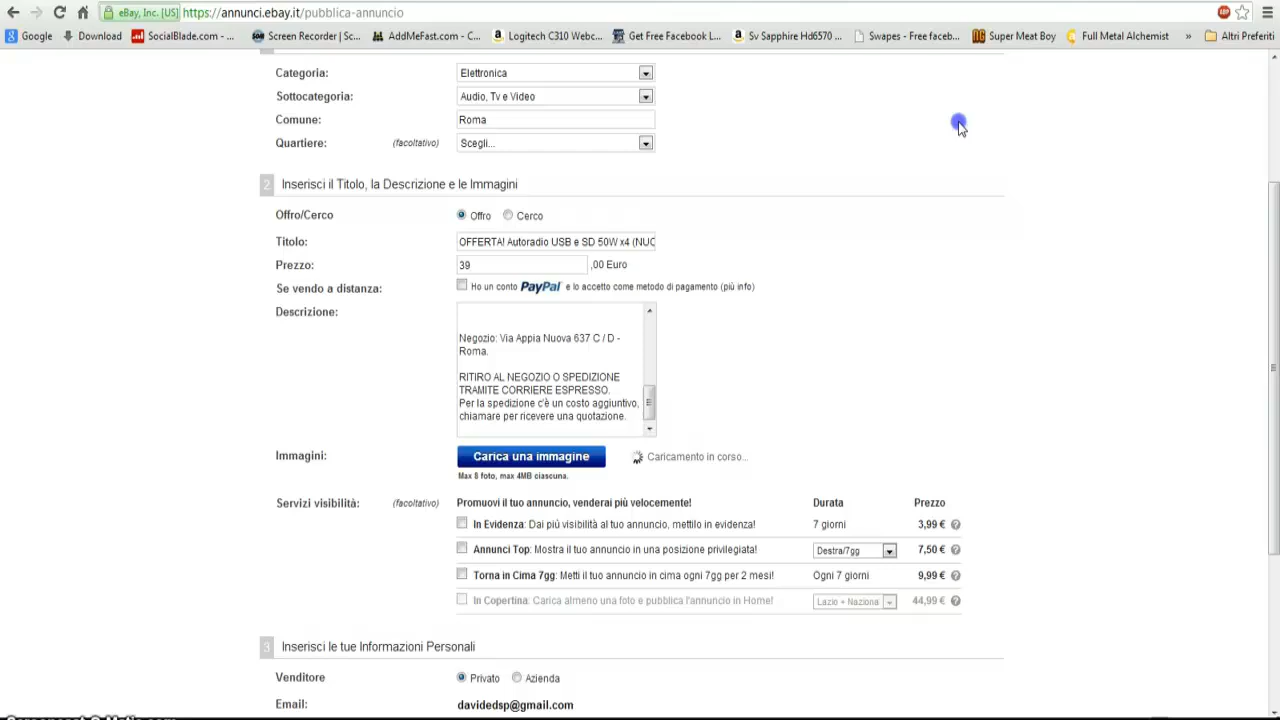 eBay, Inc. [US] https://annunci.ebay.it/pubblica-annuncio
Google Download SocialBlade.com - ... Screen Recorder | Sc... AddMeFast.com - C... Logitech C310 Webc... Get Free Facebook L... Sv Sapphire Hd6570 ... Swapes - Free faceb... Super Meat Boy Full Metal Alchemist » Altri Preferiti
Categoria: Elettronica
Sottocategoria: Audio, Tv e Video
Comune: Roma
Quartiere: (facoltativo) Scegli...
2 Inserisci il Titolo, la Descrizione e le Immagini
Offro/Cerco Offro Cerco
Titolo: OFFERTA! Autoradio USB e SD 50W x4 (NUO
Prezzo: 39 ,00 Euro
Se vendo a distanza: Ho un conto PayPal e lo accetto come metodo di pagamento (più info)
Descrizione:
Negozio: Via Appia Nuova 637 C / D -
Roma.
RITIRO AL NEGOZIO O SPEDIZIONE
TRAMITE CORRIERE ESPRESSO.
Per la spedizione c'è un costo aggiuntivo,
chiamare per ricevere una quotazione.
Immagini: Carica una immagine Caricamento in corso...
Max 8 foto, max 4MB ciascuna.
Servizi visibilità: (facoltativo) Promuovi il tuo annuncio, venderai più velocemente! Durata Prezzo
In Evidenza: Dai più visibilità al tuo annuncio, mettilo in evidenza! 7 giorni 3,99 €
Annunci Top: Mostra il tuo annuncio in una posizione privilegiata! Destra/7gg 7,50 €
Torna in Cima 7gg: Metti il tuo annuncio in cima ogni 7gg per 2 mesi! Ogni 7 giorni 9,99 €
In Copertina: Carica almeno una foto e pubblica l'annuncio in Home! Lazio + Naziona 44,99 €
3 Inserisci le tue Informazioni Personali
Venditore Privato Azienda
Email: davidedsp@gmail.com